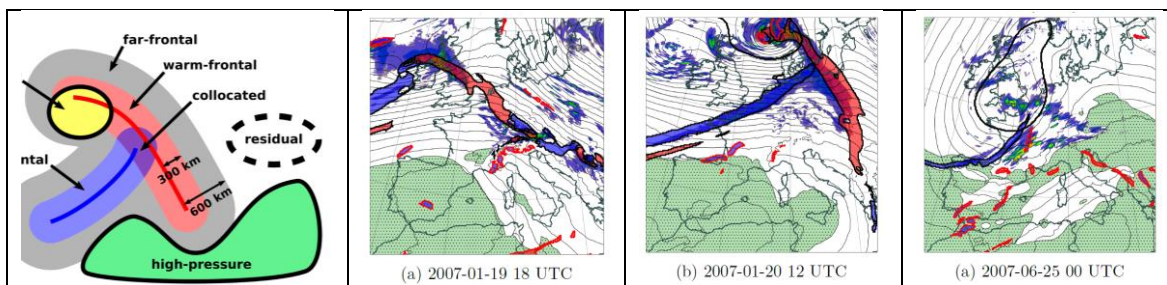 far-frontal
warm-frontal
collocated
residual
ntal
300 km
600 km
high-pressure
(a) 2007-01-19 18 UTC
(b) 2007-01-20 12 UTC
(a) 2007-06-25 00 UTC